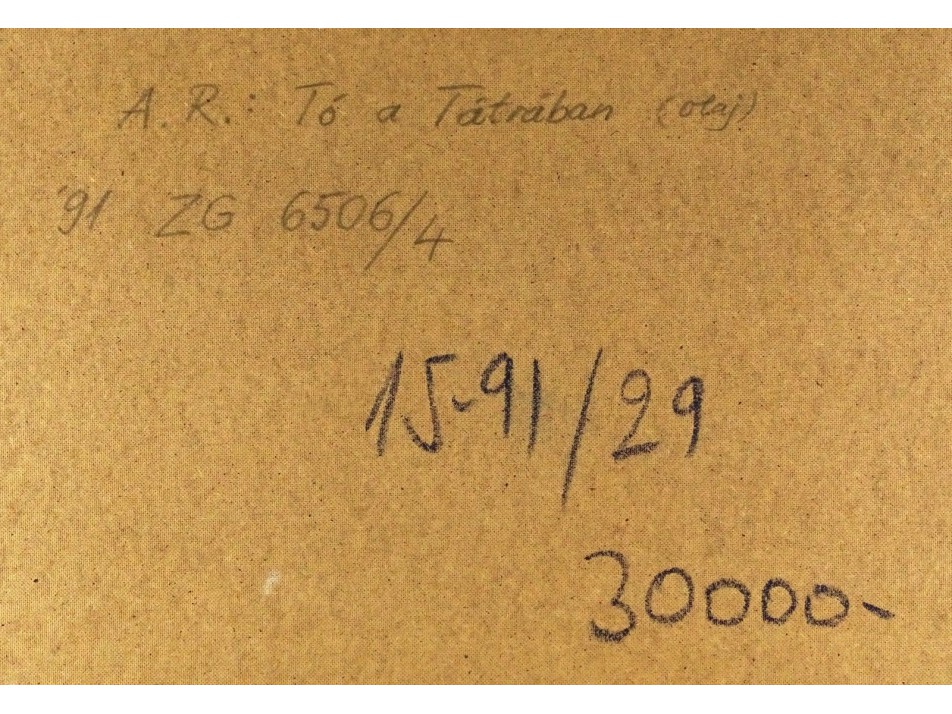 A.R.: Tó a Tátrában (olaj)
'91 ZG 6506/4
15-91/29
30000-